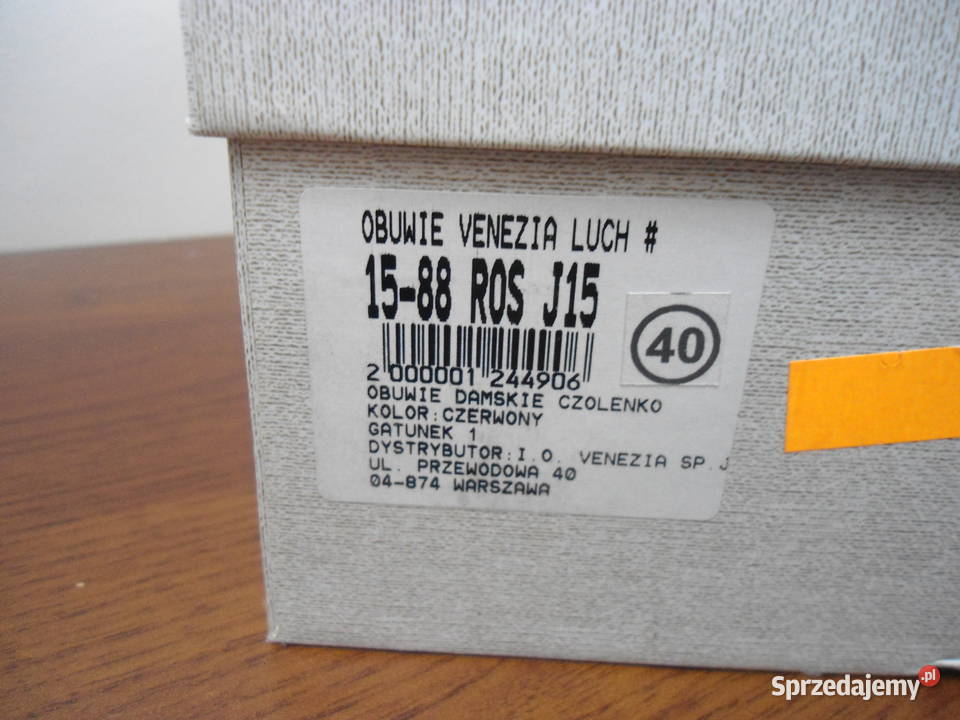 OBUWIE VENEZIA LUCH #
15-88 ROS J15
40
2 000001 244906
OBUWIE DAMSKIE CZOLENKO
KOLOR:CZERWONY
GATUNEK 1
DYSTRYBUTOR:I.O. VENEZIA SP.J
UL. PRZEWODOWA 40
04-874 WARSZAWA
Sprzedajemy.pl